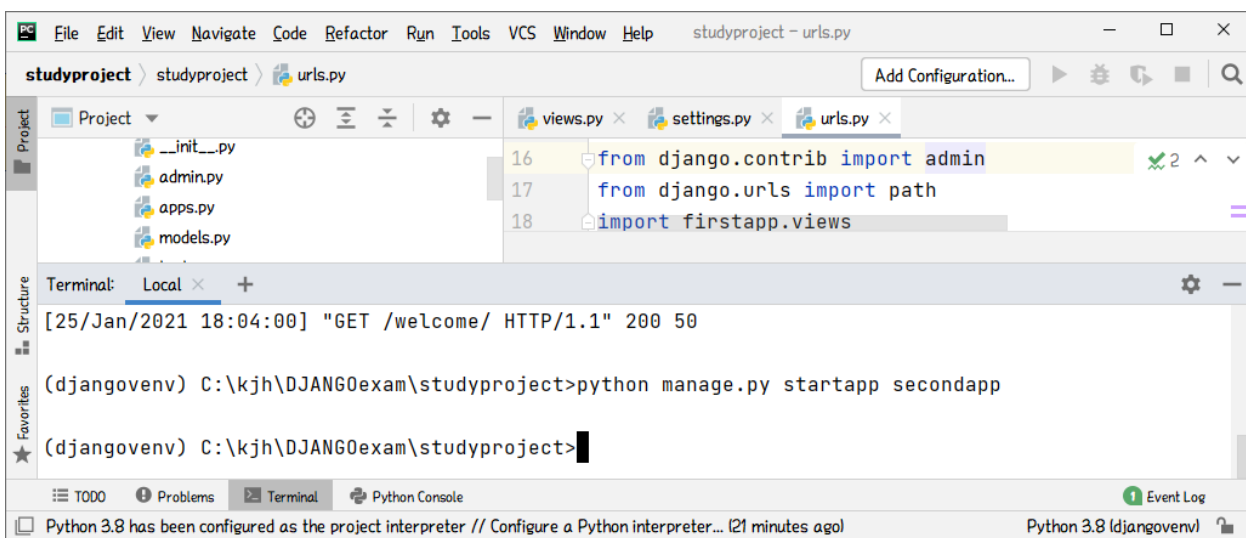 PC File Edit View Navigate Code Refactor Run Tools VCS Window Help studyproject - urls.py
studyproject studyproject urls.py Add Configuration...
Project Project views.py settings.py urls.py
__init__.py
admin.py
apps.py
models.py
16 from django.contrib import admin 2
17 from django.urls import path
18 import firstapp.views
Structure
Favorites
Terminal: Local
[25/Jan/2021 18:04:00] "GET /welcome/ HTTP/1.1" 200 50
(djangovenv) C:\kjh\DJANGOexam\studyproject>python manage.py startapp secondapp
(djangovenv) C:\kjh\DJANGOexam\studyproject>
TODO Problems Terminal Python Console 1 Event Log
Python 3.8 has been configured as the project interpreter // Configure a Python interpreter... (21 minutes ago) Python 3.8 (djangovenv)